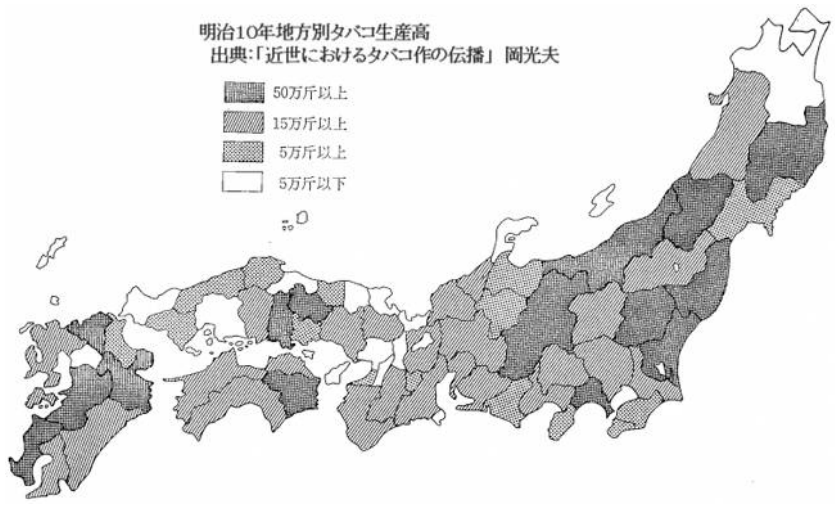 明治10年地方別タバコ生産高
出典:「近世におけるタバコ作の伝播」 岡光夫
50万斤以上
15万斤以上
5万斤以上
5万斤以下